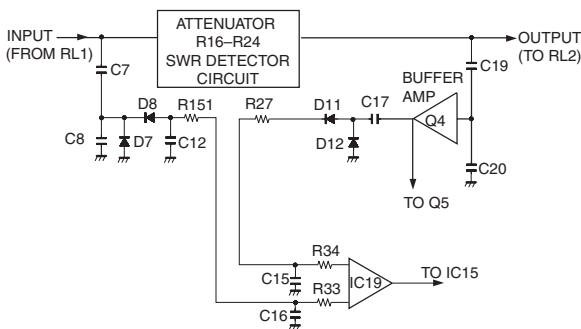 INPUT
(FROM RL1)
ATTENUATOR
R16–R24
SWR DETECTOR
CIRCUIT
OUTPUT
(TO RL2)
C7
C19
BUFFER
AMP
D8
R151
R27
D11
C17
Q4
C8
D7
C12
D12
C20
TO Q5
R34
C15
R33
IC19
TO IC15
C16